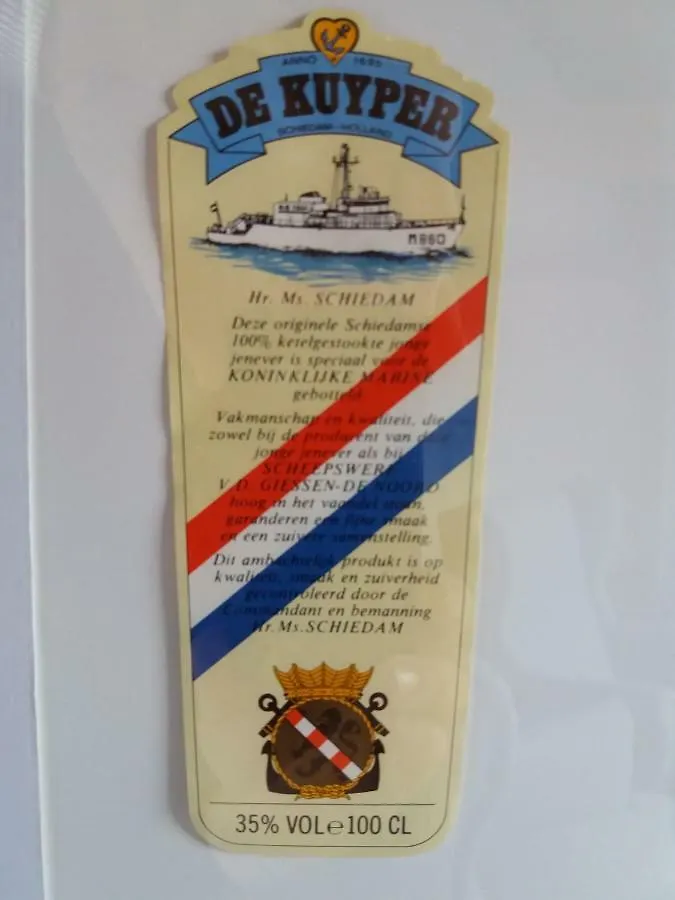 ANNO 1695
DE KUYPER
SCHIEDAM-HOLLAND
M860
Hr. Ms. SCHIEDAM
Deze originele Schiedamse
100% ketelgestookte jonge
jenever is speciaal voor de
KONINKLIJKE MARINE
gebotteld.
Vakmanschap en kwaliteit, die
zowel bij de producent van deze
jonge jenever als bij
SCHEEPSWERF
V.D. GIESSEN-DE NOORD
hoog in het vaandel staan,
garanderen een fijne smaak
en een zuivere samenstelling.
Dit ambachtelijk produkt is op
kwaliteit, smaak en zuiverheid
gecontroleerd door de
Commandant en bemanning
Hr. Ms. SCHIEDAM
35% VOL e 100 CL